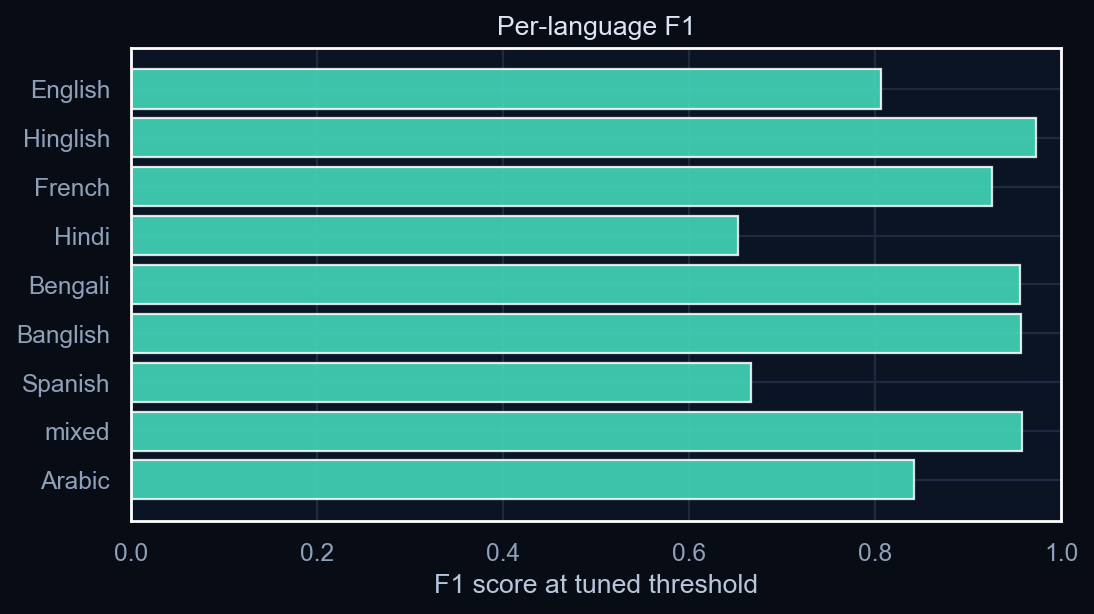 Per-language F1
English
Hinglish
French
Hindi
Bengali
Banglish
Spanish
mixed
Arabic
0.0 0.2 0.4 0.6 0.8 1.0
F1 score at tuned threshold